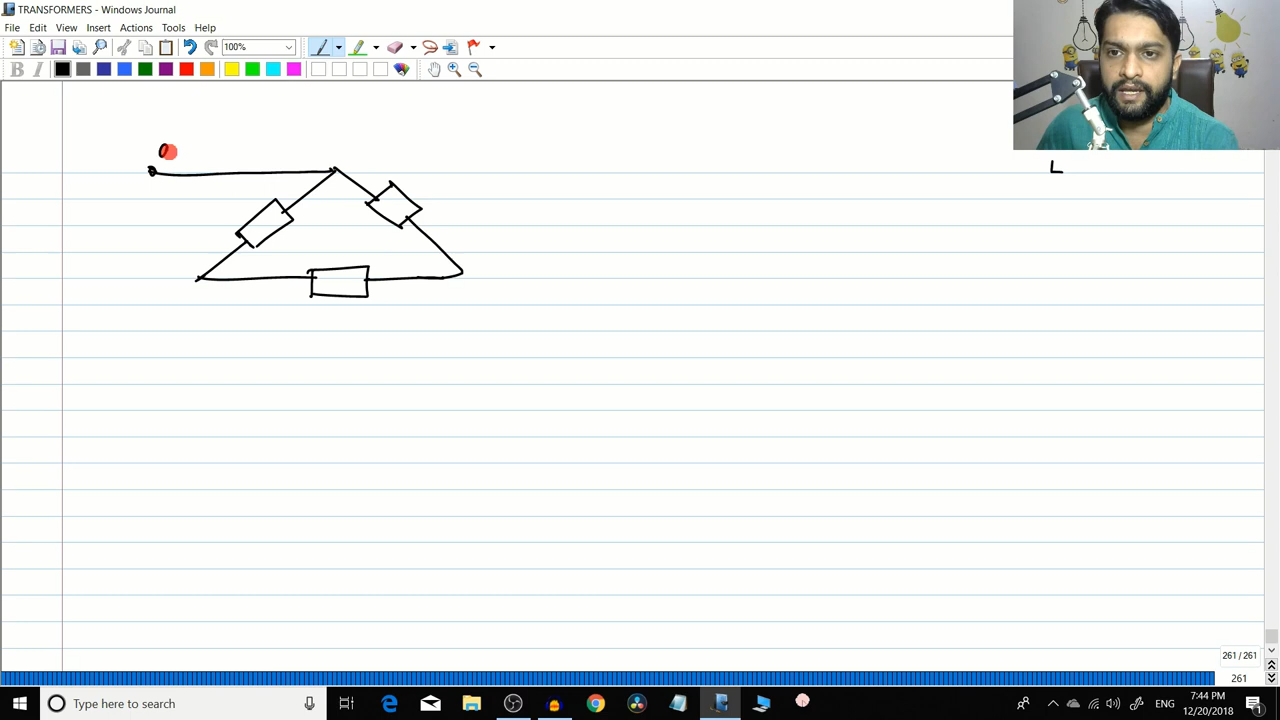 TRANSFORMERS - Windows Journal
File Edit View Insert Actions Tools Help
100%
B I
L
261 / 261
261
Type here to search
ENG
7:44 PM
12/20/2018
1